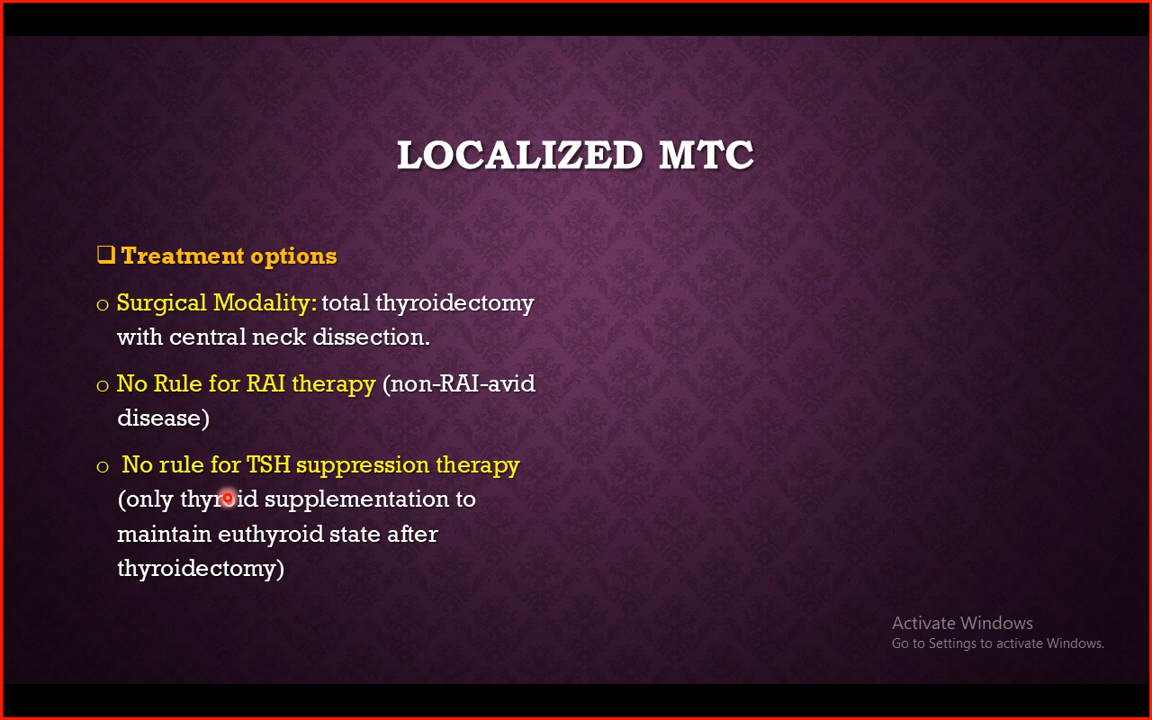 LOCALIZED MTC
❑ Treatment options
o Surgical Modality: total thyroidectomy
with central neck dissection.
o No Rule for RAI therapy (non-RAI-avid
disease)
o No rule for TSH suppression therapy
(only thyroid supplementation to
maintain euthyroid state after
thyroidectomy)
Activate Windows
Go to Settings to activate Windows.